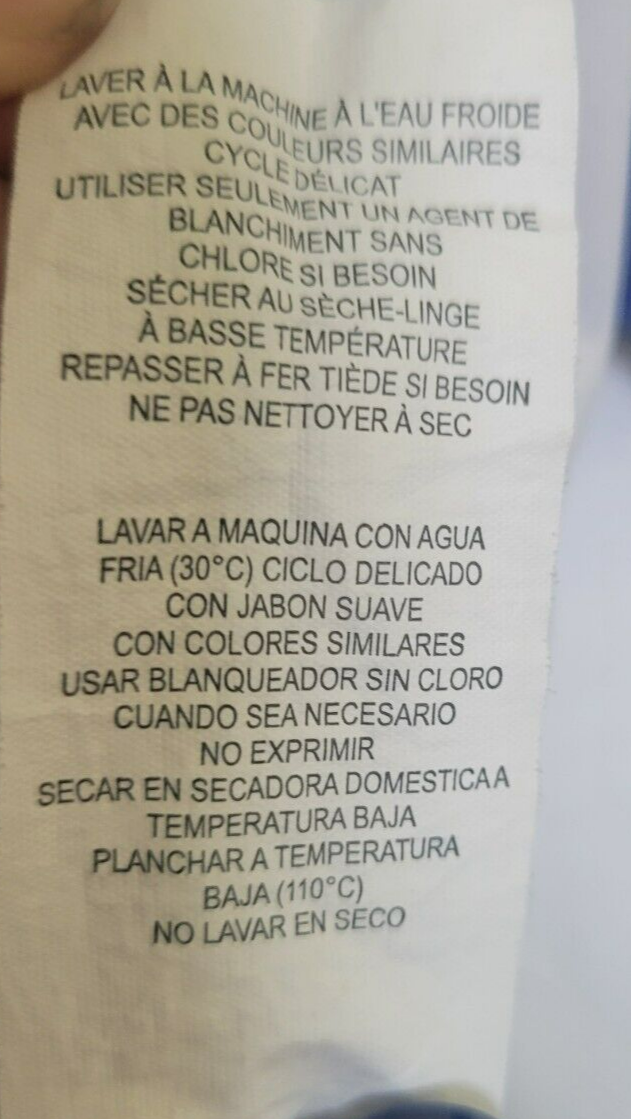 LAVER À LA MACHINE À L'EAU FROIDE
AVEC DES COULEURS SIMILAIRES
CYCLE DÉLICAT
UTILISER SEULEMENT UN AGENT DE
BLANCHIMENT SANS
CHLORE SI BESOIN
SÉCHER AU SÈCHE-LINGE
À BASSE TEMPÉRATURE
REPASSER À FER TIÈDE SI BESOIN
NE PAS NETTOYER À SEC
LAVAR A MAQUINA CON AGUA
FRIA (30°C) CICLO DELICADO
CON JABON SUAVE
CON COLORES SIMILARES
USAR BLANQUEADOR SIN CLORO
CUANDO SEA NECESARIO
NO EXPRIMIR
SECAR EN SECADORA DOMESTICA A
TEMPERATURA BAJA
PLANCHAR A TEMPERATURA
BAJA (110°C)
NO LAVAR EN SECO